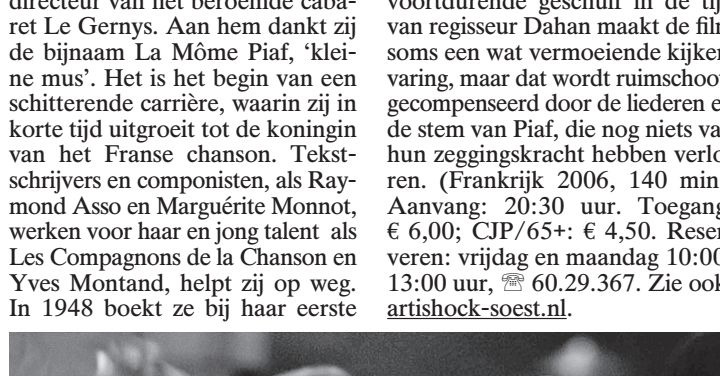 directeur van het beroemde caba-
ret Le Gernys. Aan hem dankt zij
de bijnaam La Môme Piaf, ‘klei-
ne mus’. Het is het begin van een
schitterende carrière, waarin zij in
korte tijd uitgroeit tot de koningin
van het Franse chanson. Tekst-
schrijvers en componisten, als Ray-
mond Asso en Marguérite Monnot,
werken voor haar en jong talent als
Les Compagnons de la Chanson en
Yves Montand, helpt zij op weg.
In 1948 boekt ze bij haar eerste
voortdurende geschuif in de
van regisseur Dahan maakt de film
soms een wat vermoeiende
maar dat wordt
gecompenseerd door de liederen
de stem van Piaf, die nog niets
hun zeggingskracht hebben verlo
ren. (Frankrijk 2006, 140 min.
Aanvang: 20:30 uur. Toegang
€ 6,00; CJP/65+: € 4,50. Reser
veren: vrijdag en maandag 10:00
13:00 uur, ☏ 60.29.367. Zie ook
artishock-soest.nl.